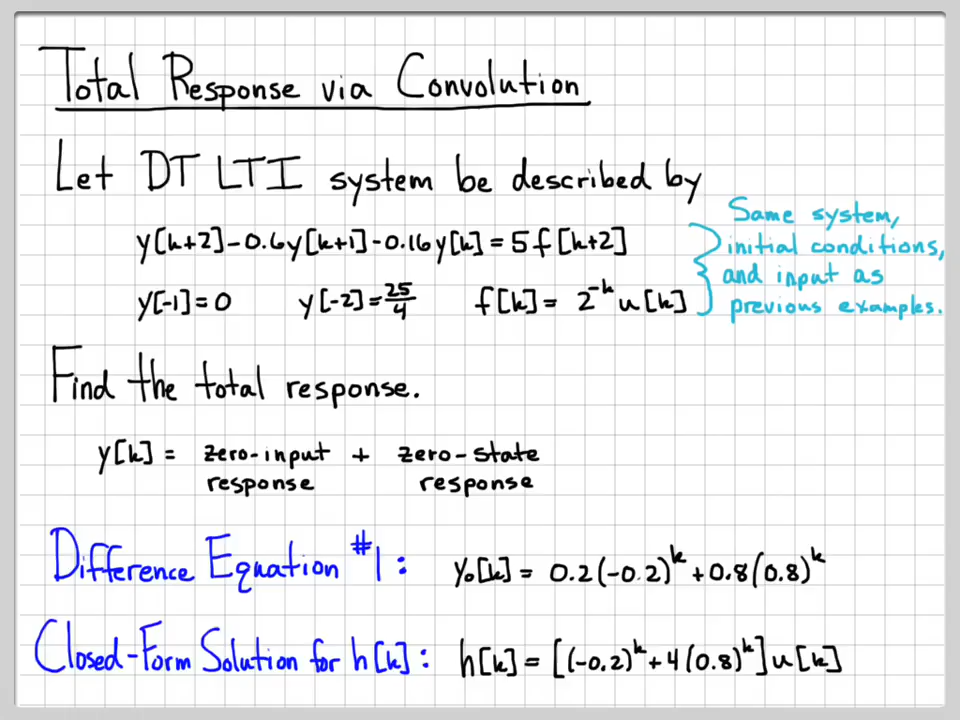 Total Response via Convolution
Let DT LTI system be described by
y[k+2]-0.6y[k+1]-0.16y[k]=5f[k+2]
y[-1]=0 y[-2]=25/4 f[k]=2^-k u[k]
Same system,
initial conditions,
and input as
previous examples.
Find the total response.
y[k] = zero-input + zero-state
response response
Difference Equation #1: y₀[k] = 0.2(-0.2)^k+0.8(0.8)^k
Closed-Form Solution for h[k]: h[k] = [(-0.2)^k+4(0.8)^k]u[k]